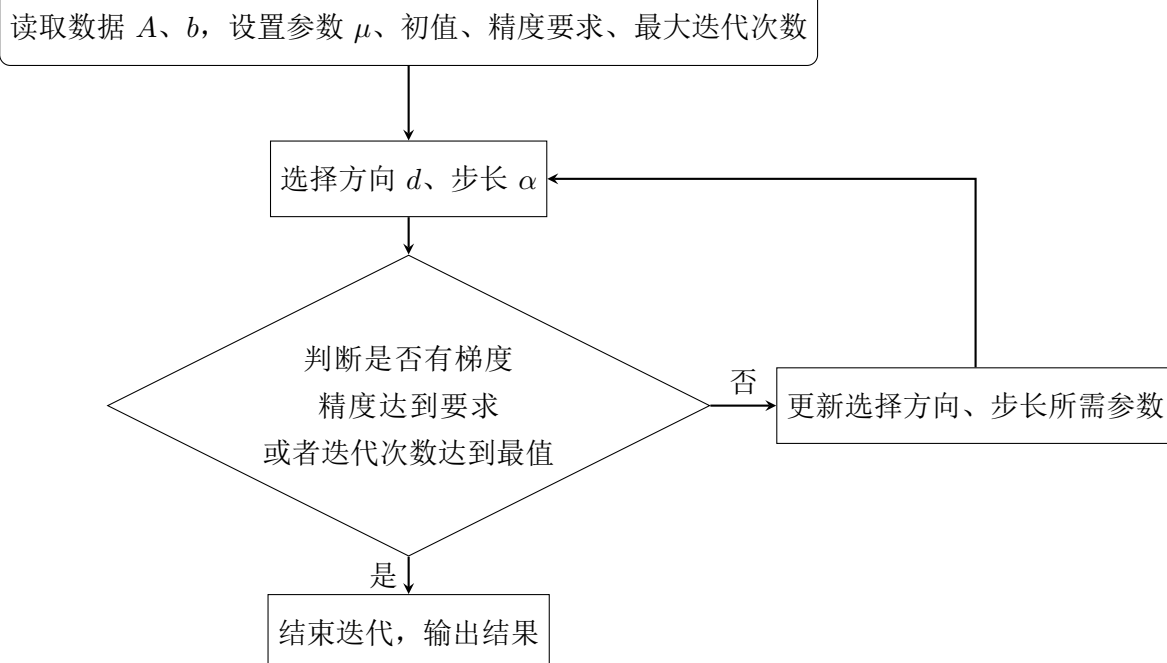 读取数据 A、b，设置参数 μ、初值、精度要求、最大迭代次数
选择方向 d、步长 α
判断是否有梯度
精度达到要求
或者迭代次数达到最值
否
更新选择方向、步长所需参数
是
结束迭代，输出结果